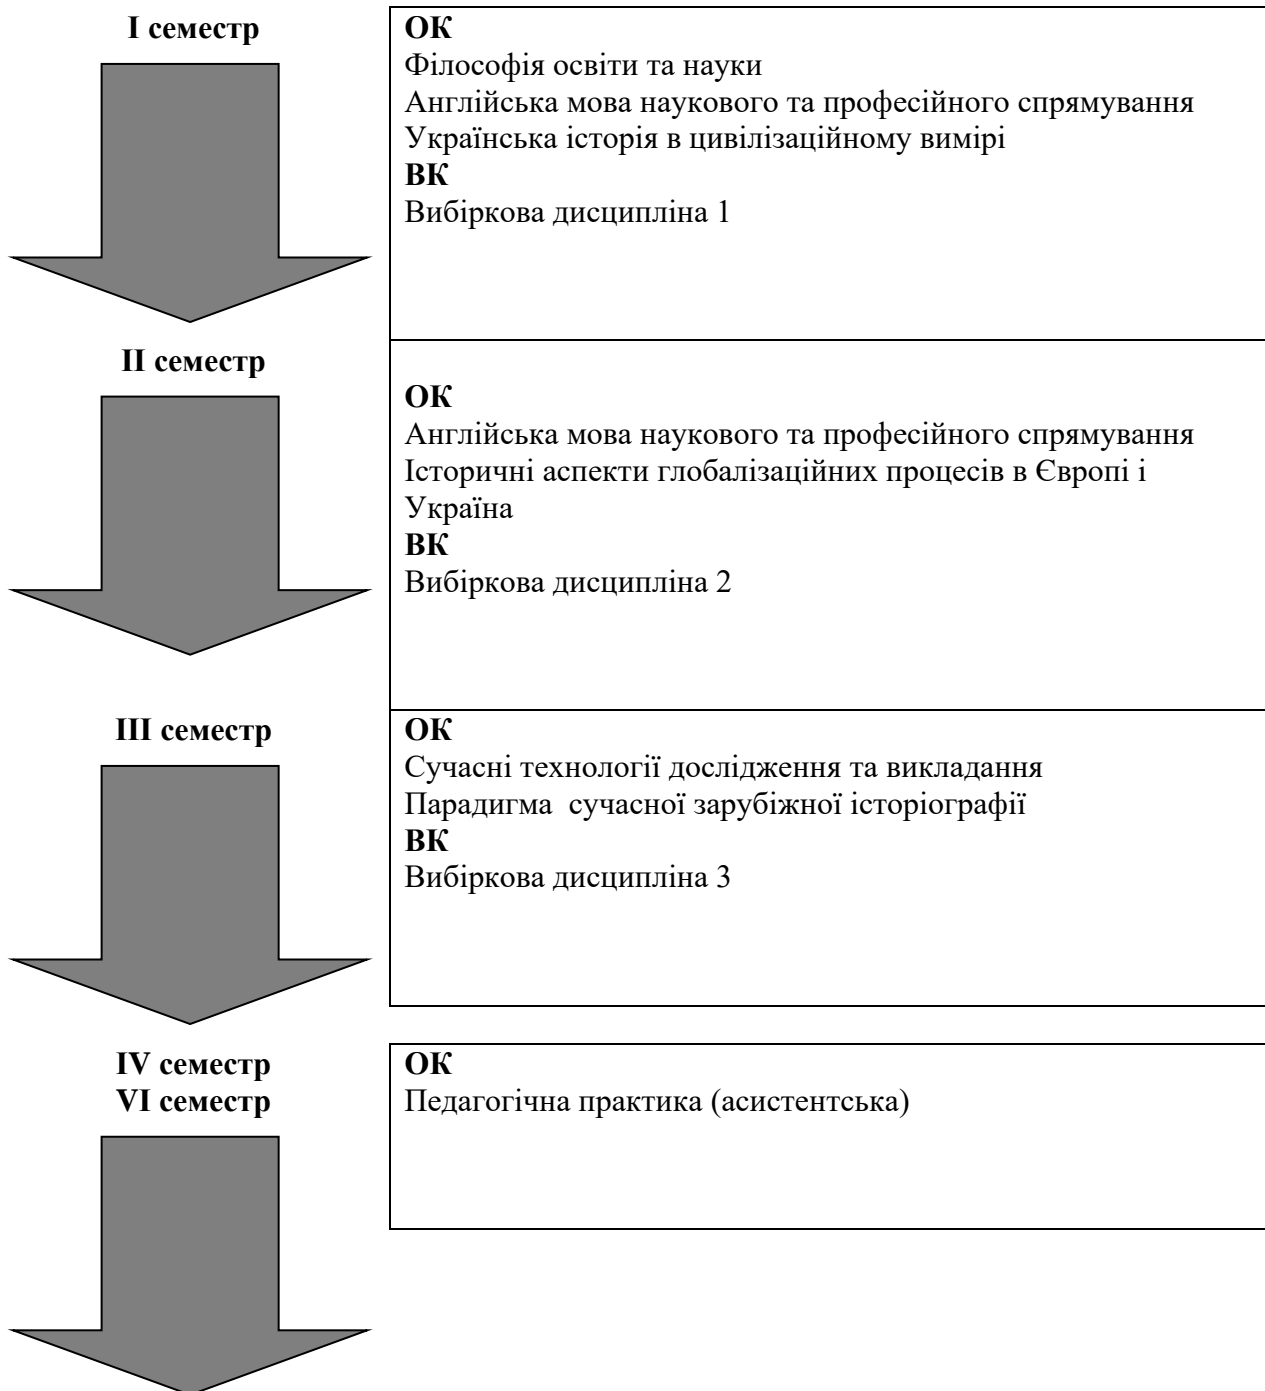 I семестр
ОК
Філософія освіти та науки
Англійська мова наукового та професійного спрямування
Українська історія в цивілізаційному вимірі
ВК
Вибіркова дисципліна 1
II семестр
ОК
Англійська мова наукового та професійного спрямування
Історичні аспекти глобалізаційних процесів в Європі і
Україна
ВК
Вибіркова дисципліна 2
III семестр
ОК
Сучасні технології дослідження та викладання
Парадигма  сучасної зарубіжної історіографії
ВК
Вибіркова дисципліна 3
IV семестр
VI семестр
ОК
Педагогічна практика (асистентська)